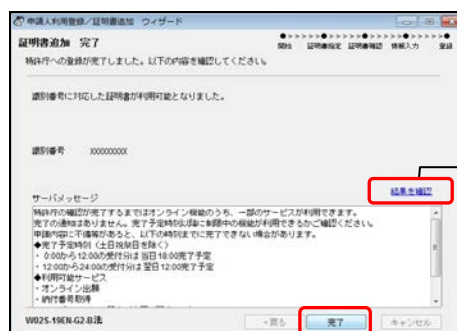 申請人利用登録／証明書追加 ウィザード
証明書追加 完了
開始 証明書指定 証明書確認 情報入力 登録
特許庁への登録が完了しました。以下の内容を確認してください。
識別番号に対応した証明書が利用可能となりました。
識別番号 XXXXXXXXX
結果を確認
サーバメッセージ
特許庁の確認が完了するまではオンライン機能のうち、一部のサービスが利用できます。
完了の通知はありません。完了予定時刻以降に制限中の機能が利用できるかご確認ください。
申請内容に不備等があると、以下の時刻までに完了できない場合があります。
◆完了予定時刻（土日祝祭日を除く）
・ 0:00から12:00の受付分は当日18:00完了予定
・ 12:00から24:00の受付分は翌日12:00完了予定
◆利用可能サービス
・オンライン出願
・納付番号取得
W02S-19EN-G2-B法
<戻る 完了 キャンセル